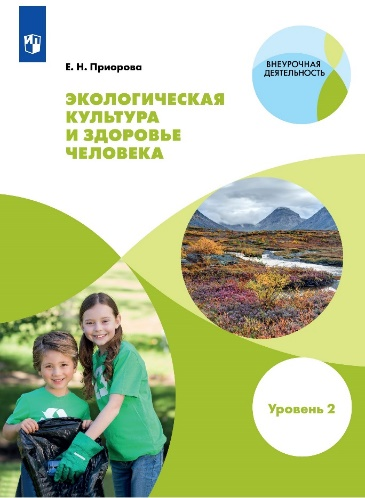 Е. Н. Приорова
ВНЕУРОЧНАЯ
ДЕЯТЕЛЬНОСТЬ
ЭКОЛОГИЧЕСКАЯ
КУЛЬТУРА
И ЗДОРОВЬЕ
ЧЕЛОВЕКА
Уровень 2